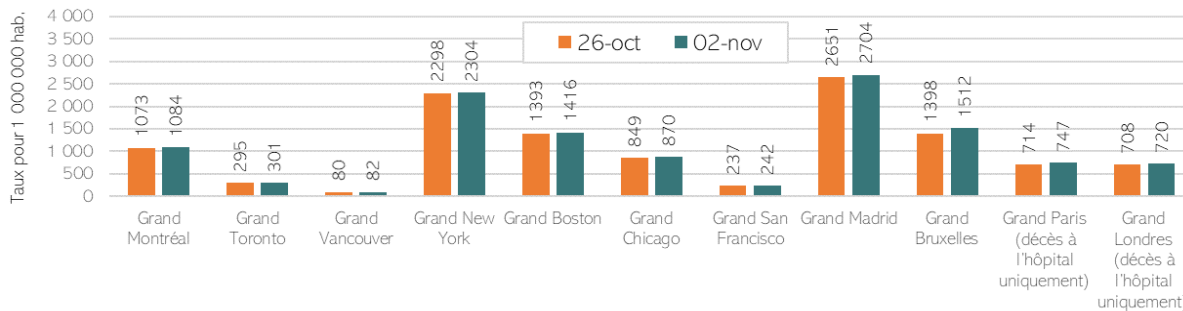 Taux pour 1 000 000 hab.
4 000
3 500
3 000
2 500
2 000
1 500
1 000
500
0
26-oct 02-nov
1073 1084
295 301
80 82
2298 2304
1393 1416
849 870
237 242
2651 2704
1398 1512
714 747
708 720
Grand
Montréal
Grand
Toronto
Grand
Vancouver
Grand New
York
Grand Boston
Grand
Chicago
Grand San
Francisco
Grand Madrid
Grand
Bruxelles
Grand Paris
(décès à
l'hôpital
uniquement)
Grand
Londres
(décès à
l'hôpital
uniquement